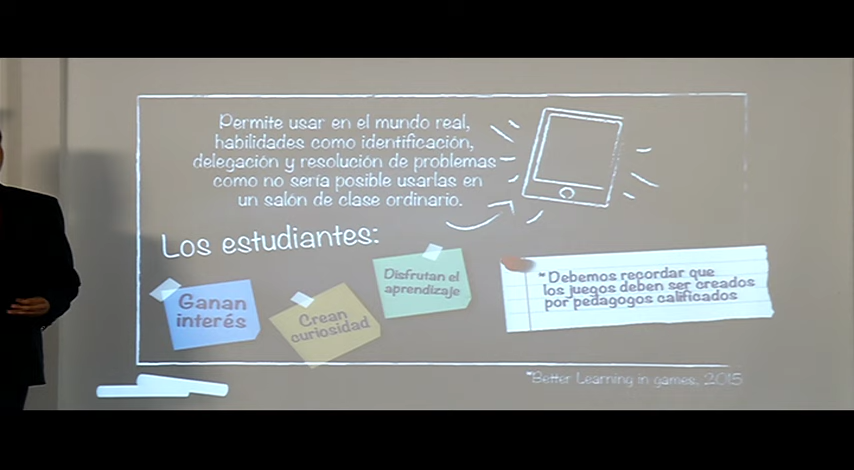 Permite usar en el mundo real,
habilidades como identificación,
delegación y resolución de problemas
como no sería posible usarlas en
un salón de clase ordinario.
Los estudiantes:
Ganan
interés
Crean
curiosidad
Disfrutan el
aprendizaje
* Debemos recordar que
los juegos deben ser creados
por pedagogos calificados
*Better Learning in games, 2015